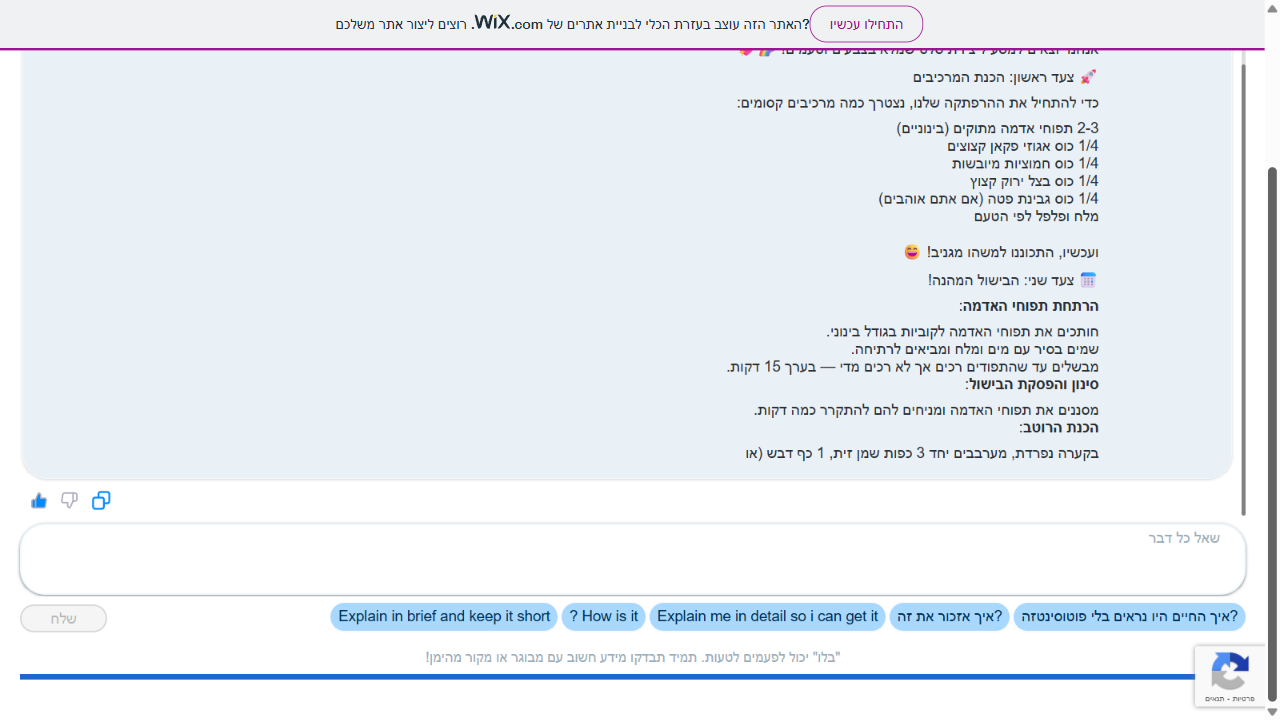 האתר הזה עוצב בעזרת הכלי לבניית אתרים של WiX.com. רוצים ליצור אתר משלכם? התחילו עכשיו
צעד ראשון: הכנת המרכיבים
כדי להתחיל את ההרפתקה שלנו, נצטרך כמה מרכיבים קסומים:
2-3 תפוחי אדמה מתוקים (בינוניים)
1/4 כוס אגוזי פקאן קצוצים
1/4 כוס חמוציות מיובשות
1/4 כוס בצל ירוק קצוץ
1/4 כוס גבינת פטה (אם אתם אוהבים)
מלח ופלפל לפי הטעם
ועכשיו, התכוננו למשהו מגניב! 😄
צעד שני: הבישול המהנה!
הרתחת תפוחי האדמה:
חותכים את תפוחי האדמה לקוביות בגודל בינוני.
שמים בסיר עם מים ומלח ומביאים לרתיחה.
מבשלים עד שהתפודים רכים אך לא רכים מדי — בערך 15 דקות.
סינון והפסקת הבישול:
מסננים את תפוחי האדמה ומניחים להם להתקרר כמה דקות.
הכנת הרוטב:
בקערה נפרדת, מערבבים יחד 3 כפות שמן זית, 1 כף דבש (או
שאל כל דבר
איך החיים היו נראים בלי פוטוסינטזה?
איך אזכור את זה?
Explain me in detail so i can get it
How is it ?
Explain in brief and keep it short
שלח
"בלו" יכול לפעמים לטעות. תמיד תבדקו מידע חשוב עם מבוגר או מקור מהימן!
פרטיות - תנאים